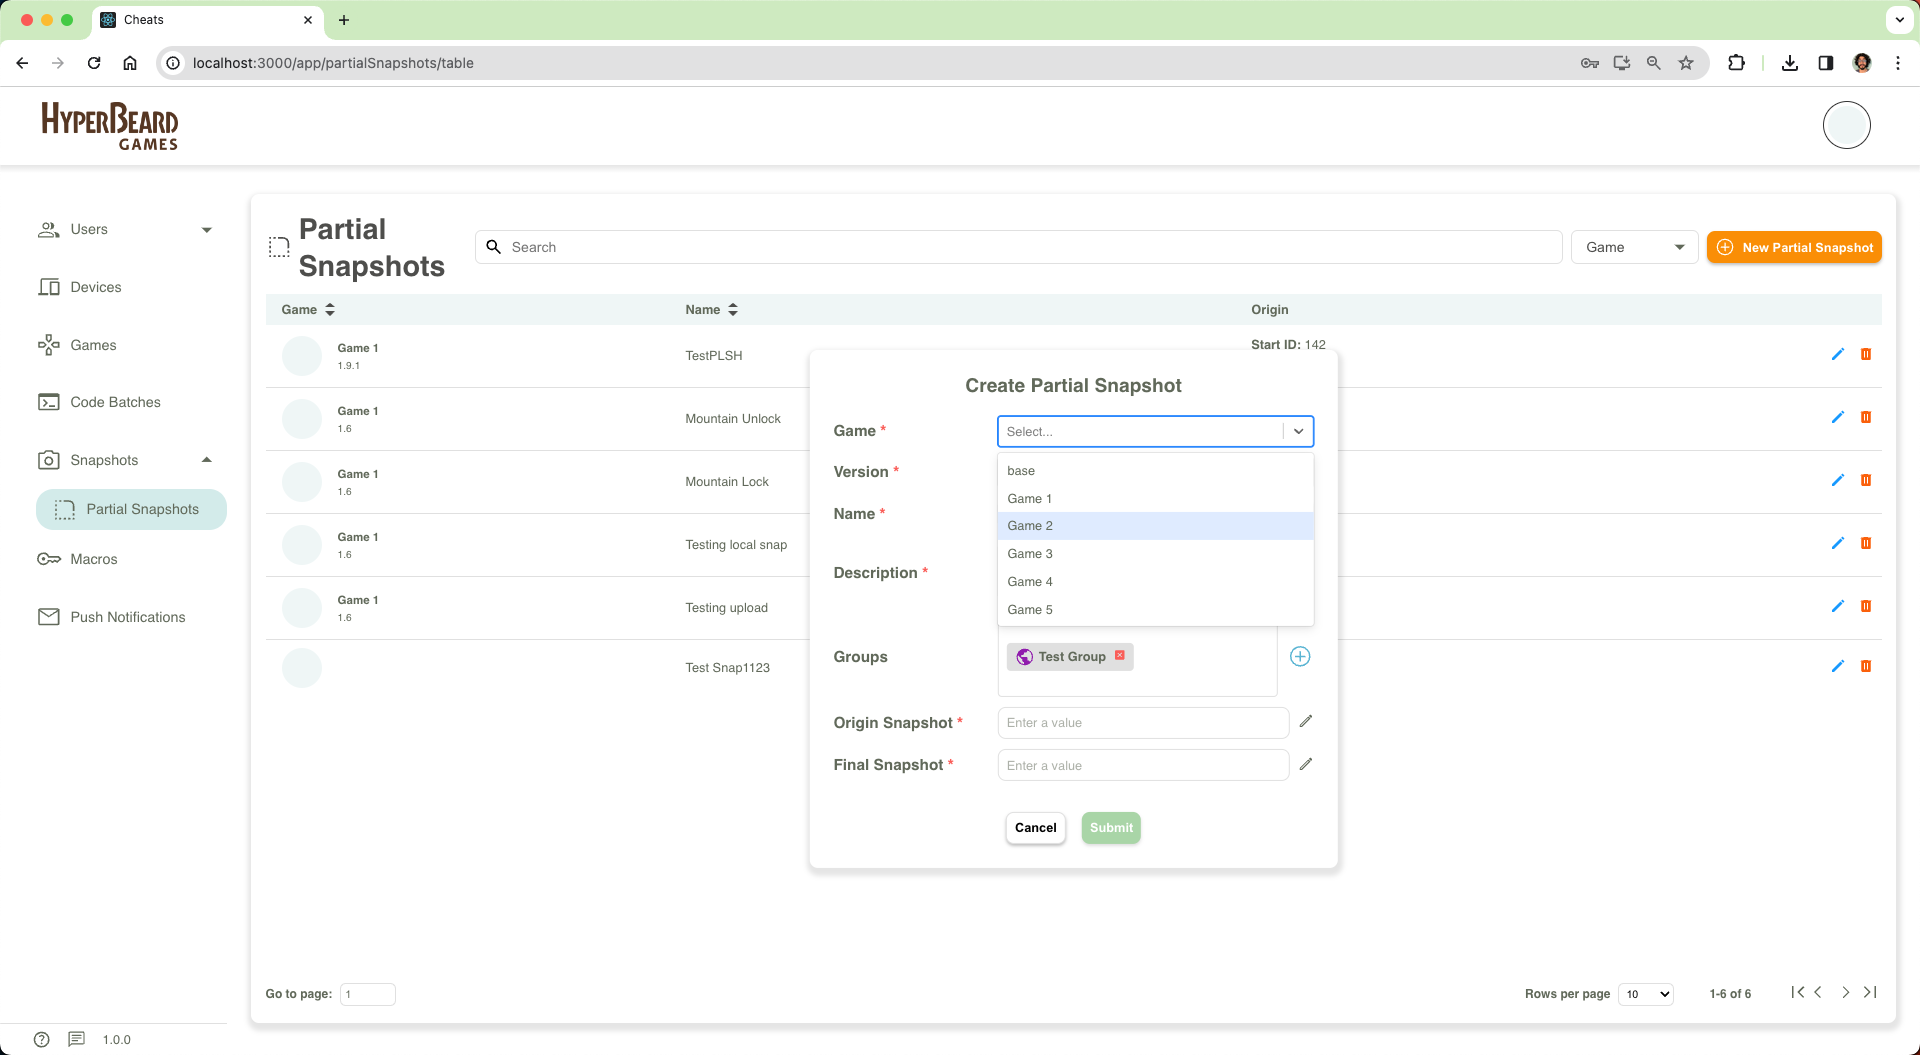 Cheats
localhost:3000/app/partialSnapshots/table
HYPERBEARD
GAMES
Users
Devices
Games
Code Batches
Snapshots
Partial Snapshots
Macros
Push Notifications
1.0.0
Partial
Snapshots
Search
Game
New Partial Snapshot
Game
Name
Origin
Game 1
1.9.1
TestPLSH
Start ID: 142
Game 1
1.6
Mountain Unlock
Game 1
1.6
Mountain Lock
Game 1
1.6
Testing local snap
Game 1
1.6
Testing upload
Test Snap1123
Create Partial Snapshot
Game *
Select...
Version *
Name *
Description *
base
Game 1
Game 2
Game 3
Game 4
Game 5
Groups
Test Group
Origin Snapshot *
Enter a value
Final Snapshot *
Enter a value
Cancel
Submit
Go to page:
1
Rows per page
10
1-6 of 6